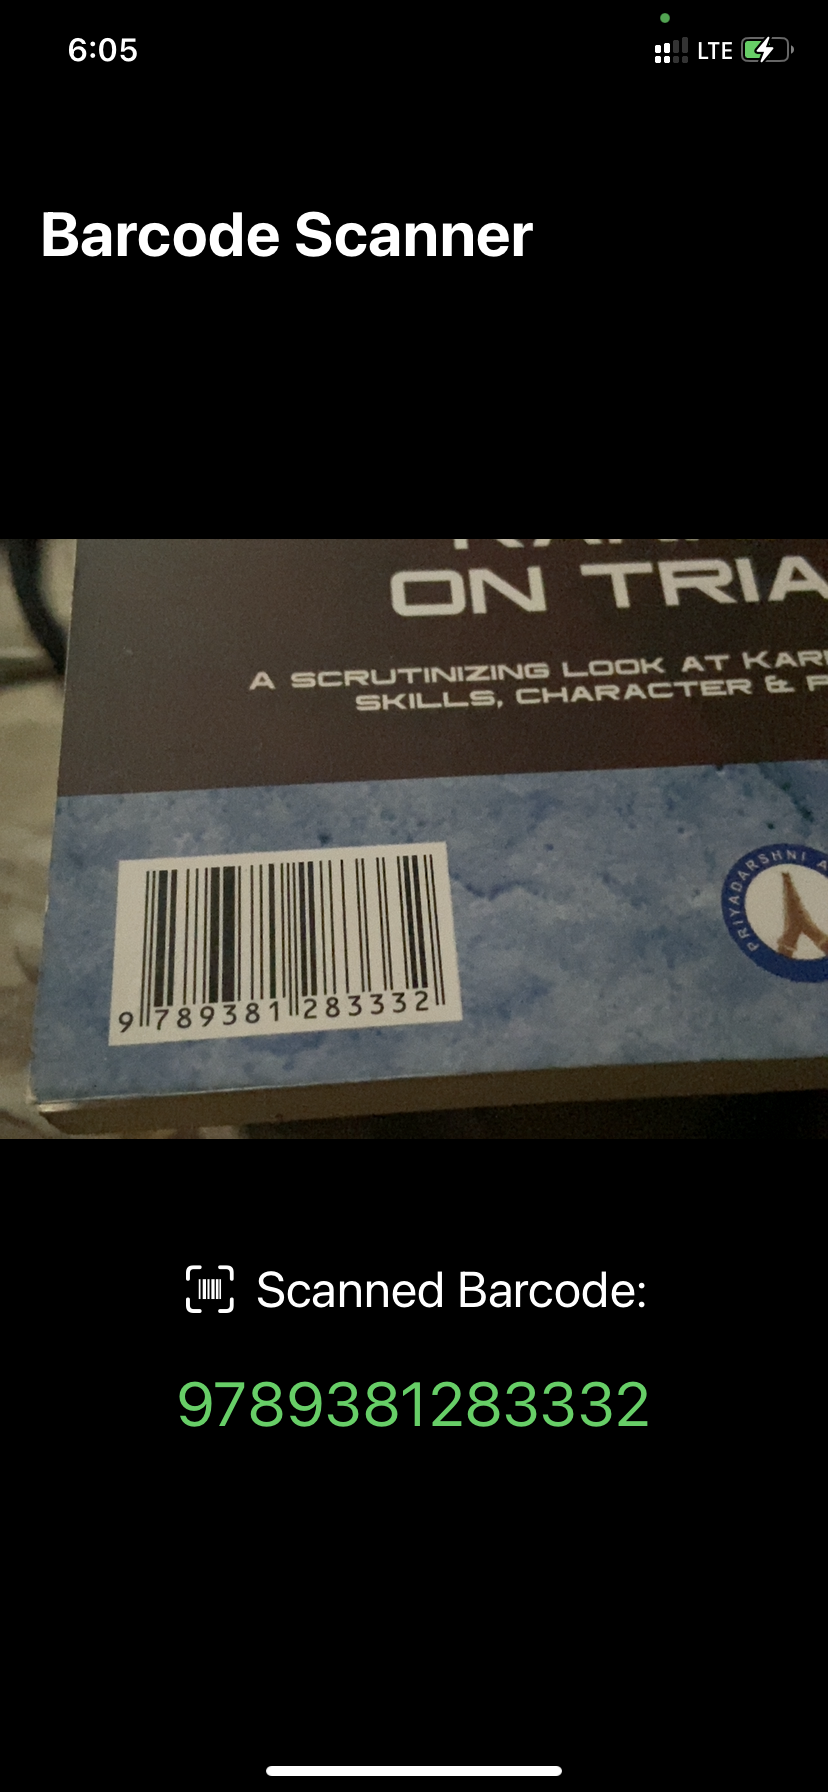 6:05
LTE
Barcode Scanner
ON TRIA
A SCRUTINIZING LOOK AT KAR
SKILLS, CHARACTER &
PRIYADARSHNI A
9 789381 283332
Scanned Barcode:
9789381283332